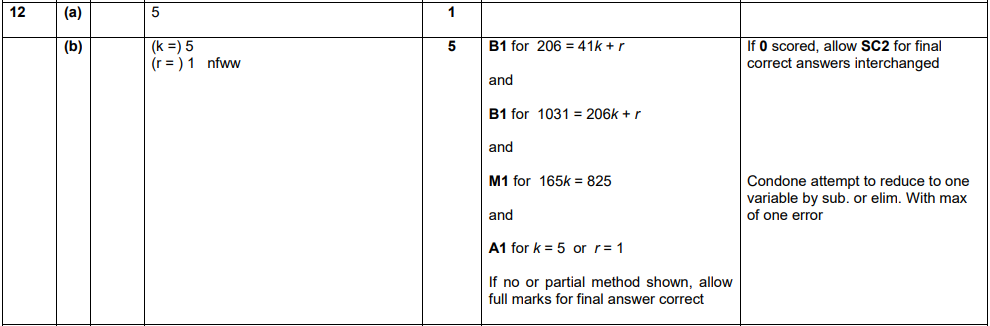 12 (a) 5 1
(b) (k =) 5 5 B1 for 206 = 41k + r If 0 scored, allow SC2 for final
(r = ) 1 nfww correct answers interchanged
and
B1 for 1031 = 206k + r
and
M1 for 165k = 825 Condone attempt to reduce to one
variable by sub. or elim. With max
and of one error
A1 for k = 5 or r = 1
If no or partial method shown, allow
full marks for final answer correct